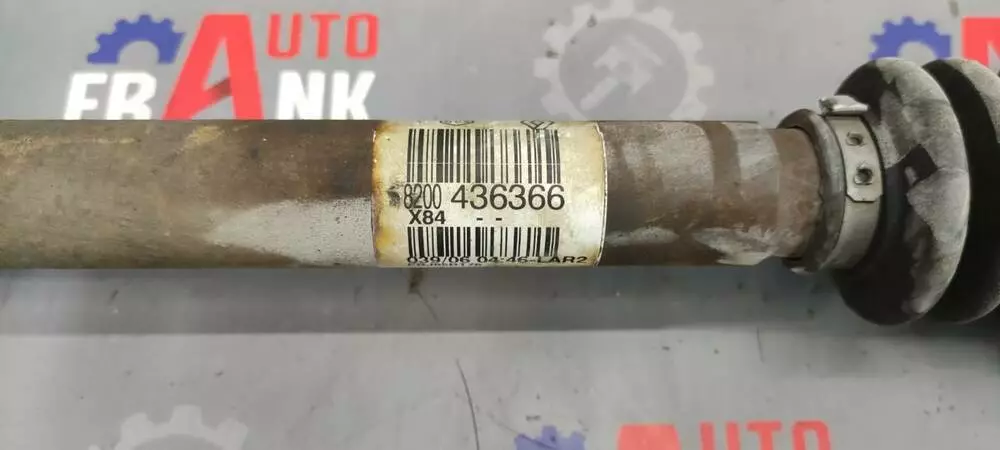 AUTO
FRANK
8200 436366
X84 - -
039/06 04:46-LAR2
AUTO